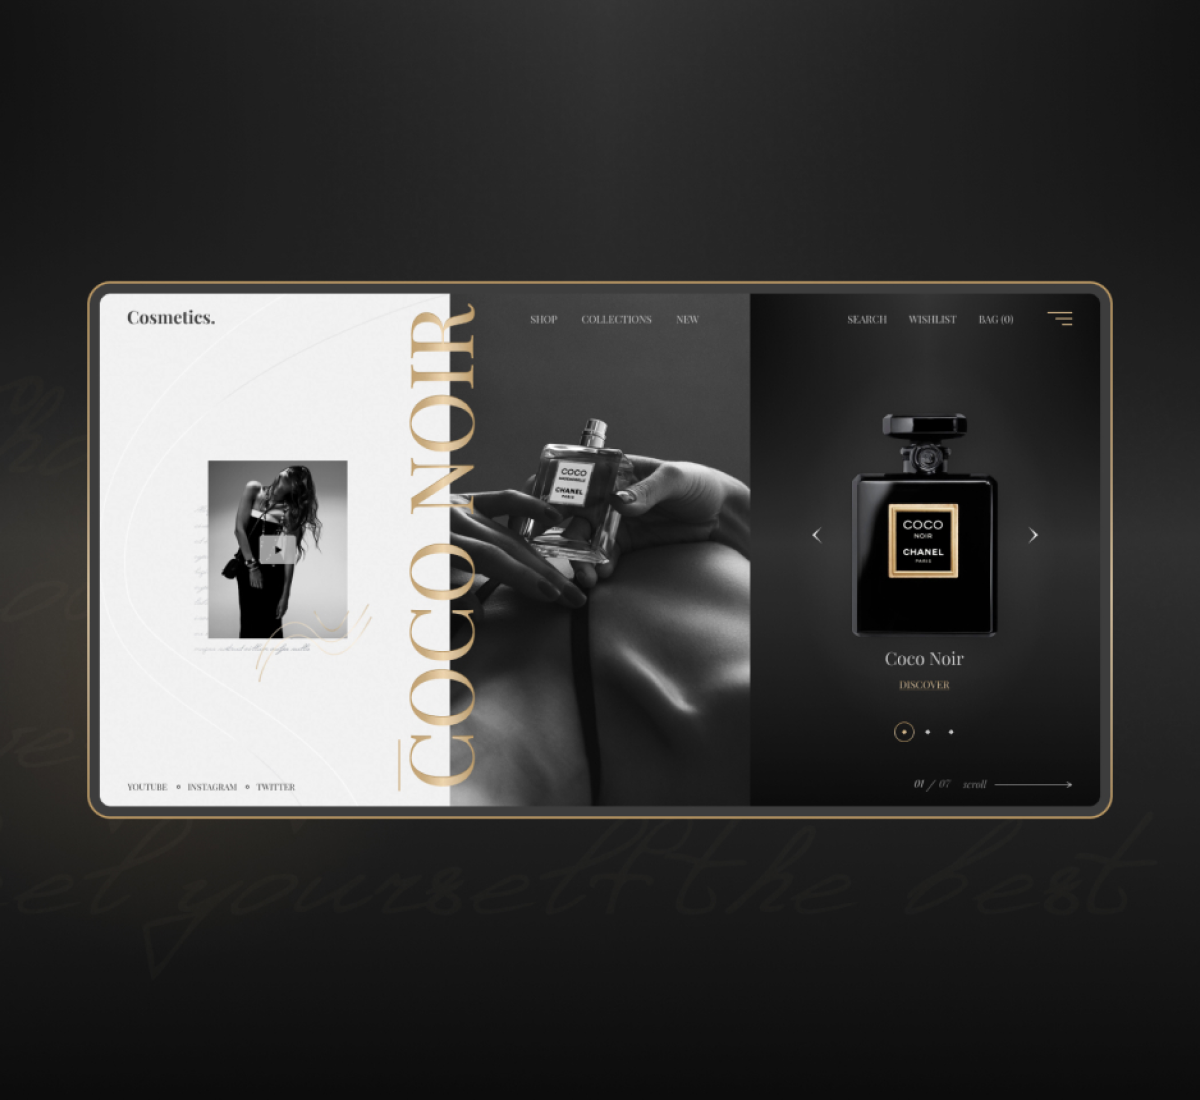 Cosmetics.
SHOP COLLECTIONS NEW
SEARCH WISHLIST BAG (0)
COCO NOIR
COCO
MADEMOISELLE
CHANEL
PARIS
COCO
NOIR
CHANEL
PARIS
Coco Noir
DISCOVER
YOUTUBE INSTAGRAM TWITTER
01 / 07 scroll
yourself the best